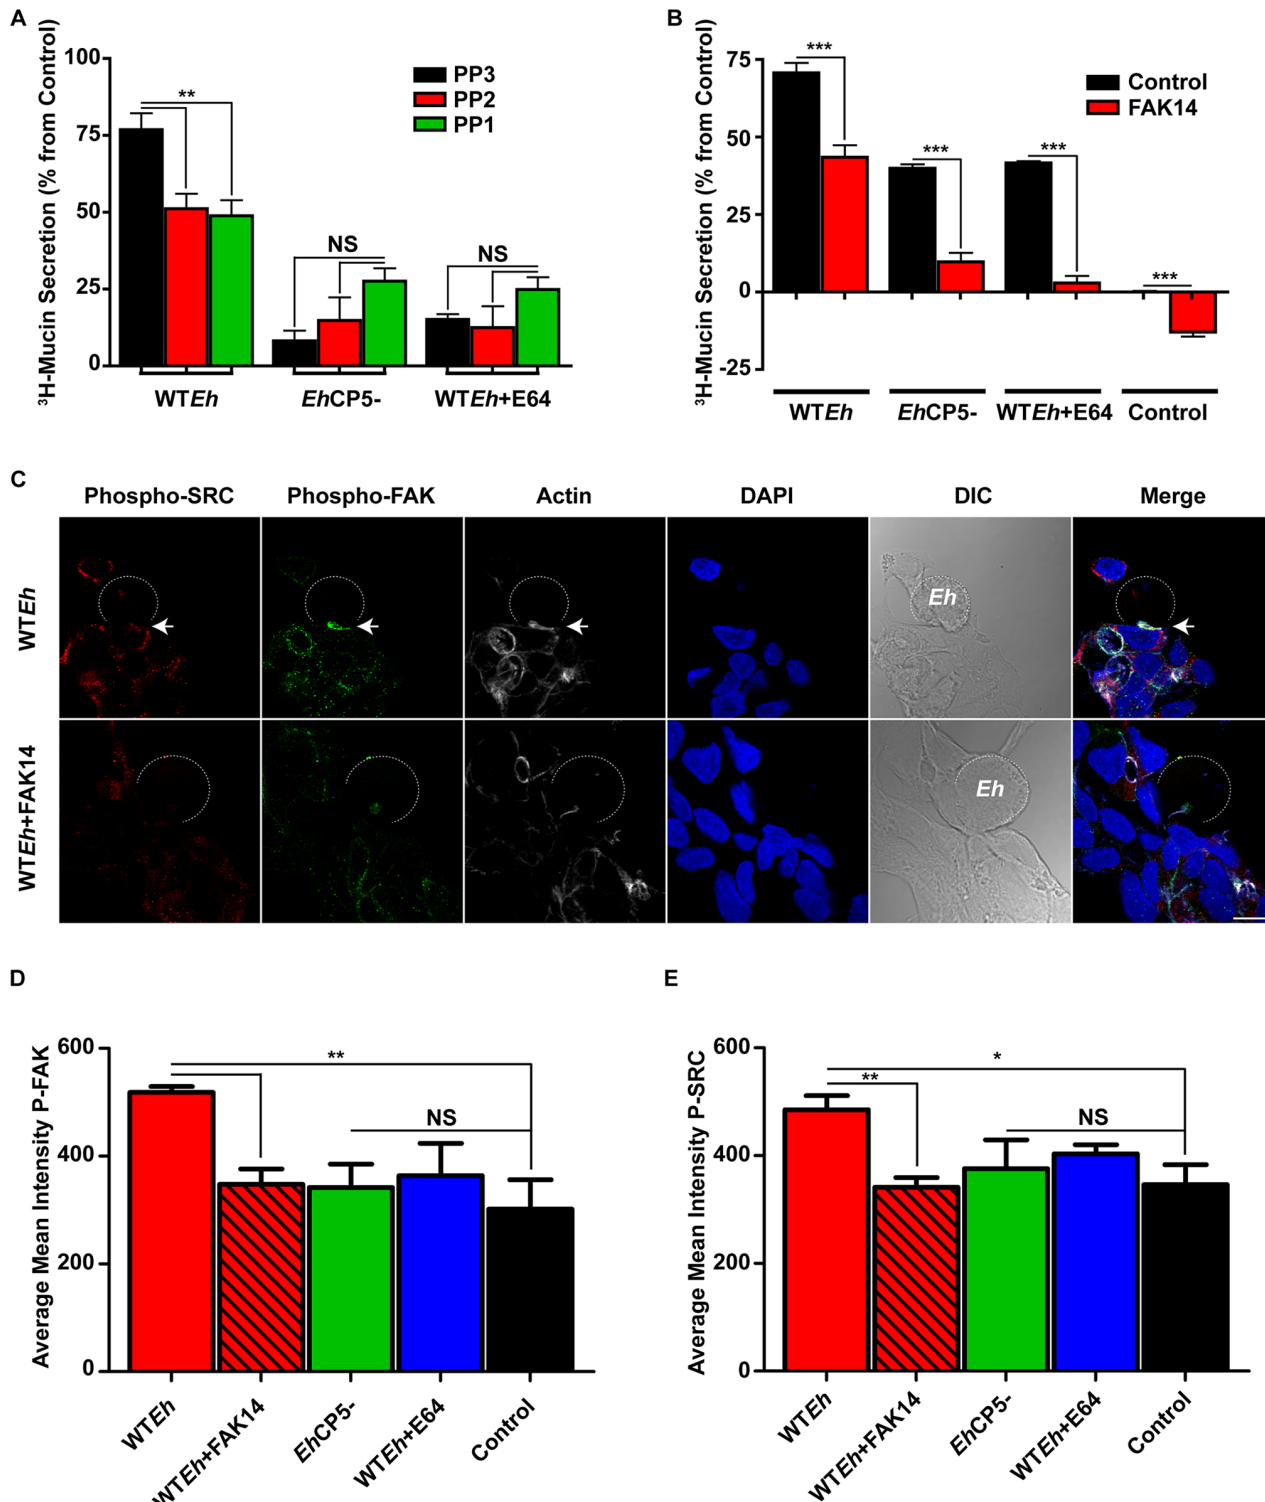 A
³H-Mucin Secretion (% from Control)
100
75
50
25
0
PP3
PP2
PP1
**
NS
NS
WTEh
EhCP5-
WTEh+E64
B
³H-Mucin Secretion (% from Control)
75
50
25
0
-25
Control
FAK14
***
***
***
***
WTEh
EhCP5-
WTEh+E64
Control
C
Phospho-SRC
Phospho-FAK
Actin
DAPI
DIC
Merge
WTEh
Eh
WTEh+FAK14
Eh
D
Average Mean Intensity P-FAK
600
400
200
0
**
NS
WTEh
WTEh+FAK14
EhCP5-
WTEh+E64
Control
E
Average Mean Intensity P-SRC
600
400
200
0
*
**
NS
WTEh
WTEh+FAK14
EhCP5-
WTEh+E64
Control